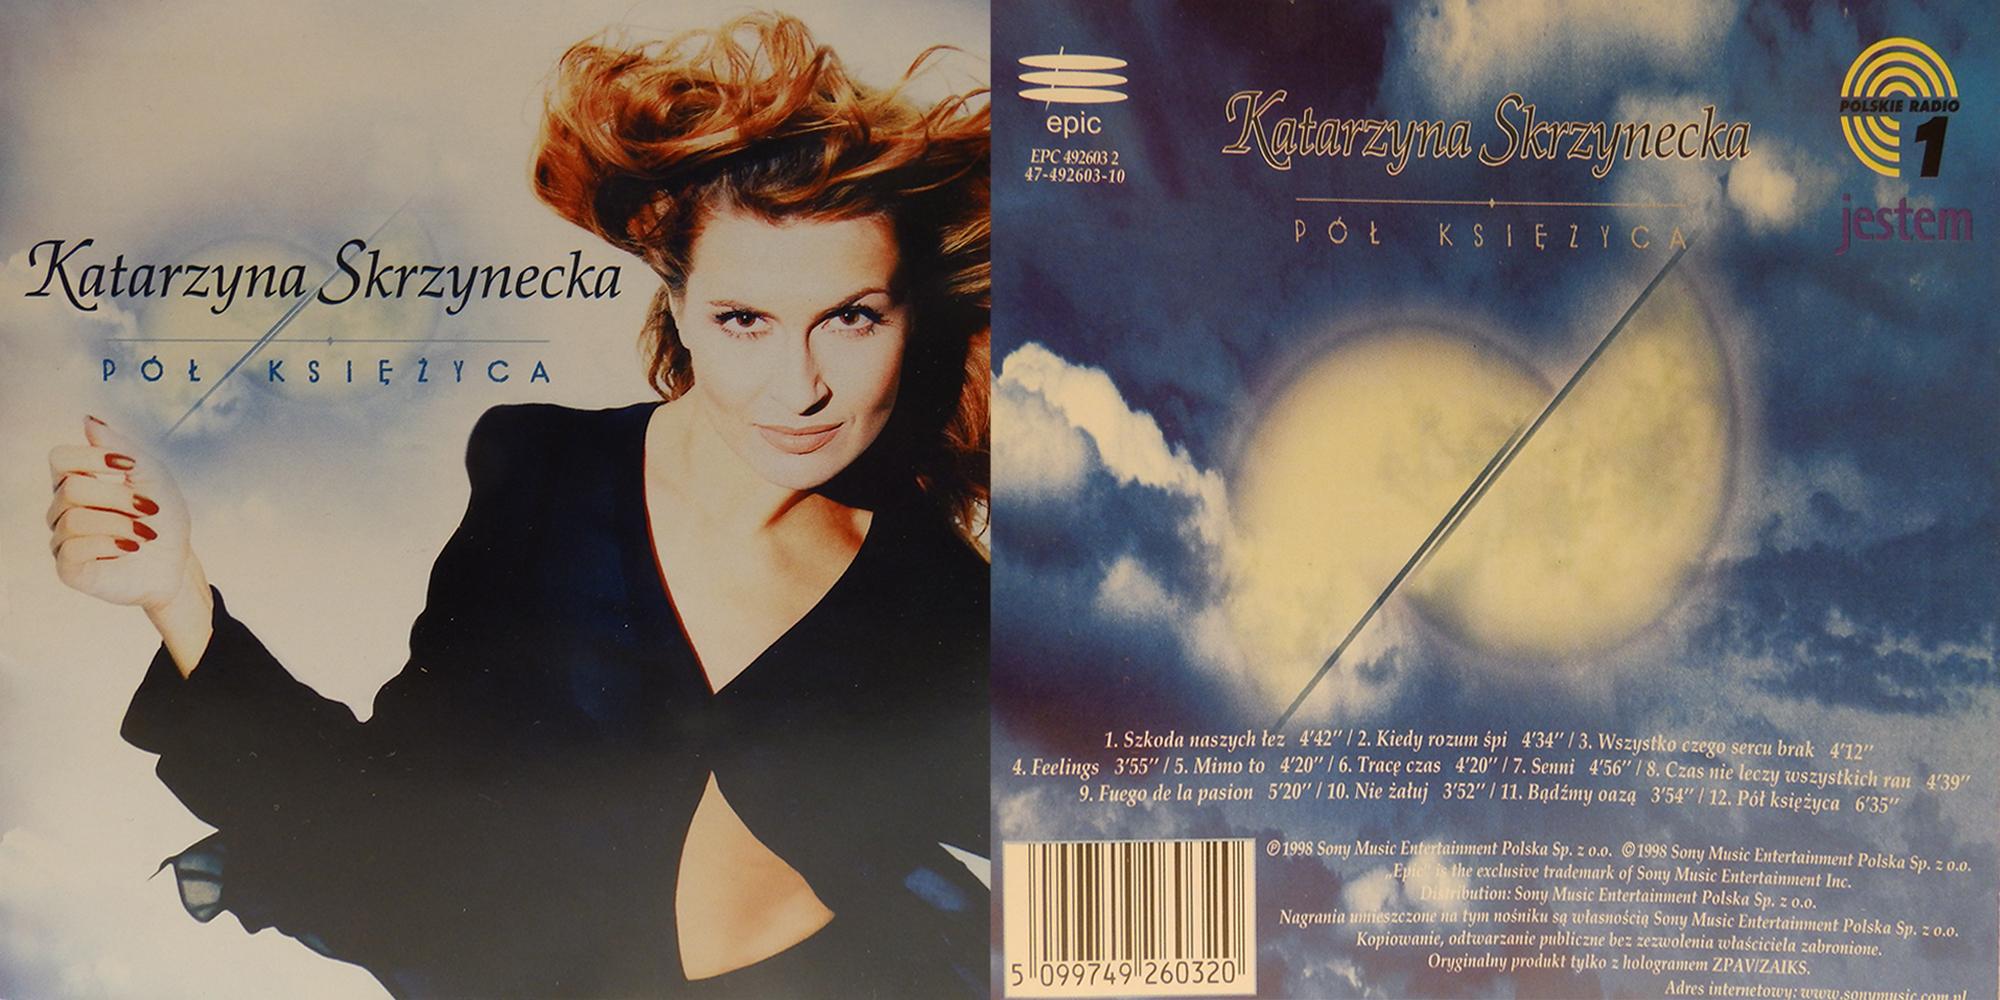 Katarzyna Skrzynecka
PÓŁ KSIĘŻYCA
epic
EPC 492603 2
47-492603-10
Katarzyna Skrzynecka
PÓŁ KSIĘŻYCA
POLSKIE RADIO
1
jestem
1. Szkoda naszych łez 4'42" / 2. Kiedy rozum śpi 4'34" / 3. Wszystko czego sercu brak 4'12"
4. Feelings 3'55" / 5. Mimo to 4'20" / 6. Tracę czas 4'20" / 7. Senni 4'56" / 8. Czas nie leczy wszystkich ran 4'39"
9. Fuego de la pasion 5'20" / 10. Nie żałuj 3'52" / 11. Bądźmy oazą 3'54" / 12. Pół księżyca 6'35"
℗ 1998 Sony Music Entertainment Polska Sp. z o.o. © 1998 Sony Music Entertainment Polska Sp. z o.o.
„Epic" is the exclusive trademark of Sony Music Entertainment Inc.
Distribution: Sony Music Entertainment Polska Sp. z o.o.
Nagrania umieszczone na tym nośniku są własnością Sony Music Entertainment Polska Sp. z o.o.
Kopiowanie, odtwarzanie publiczne bez zezwolenia właściciela zabronione.
Oryginalny produkt tylko z hologramem ZPAV/ZAIKS.
Adres internetowy: www.sonymusic.com.pl
5 099749 260320